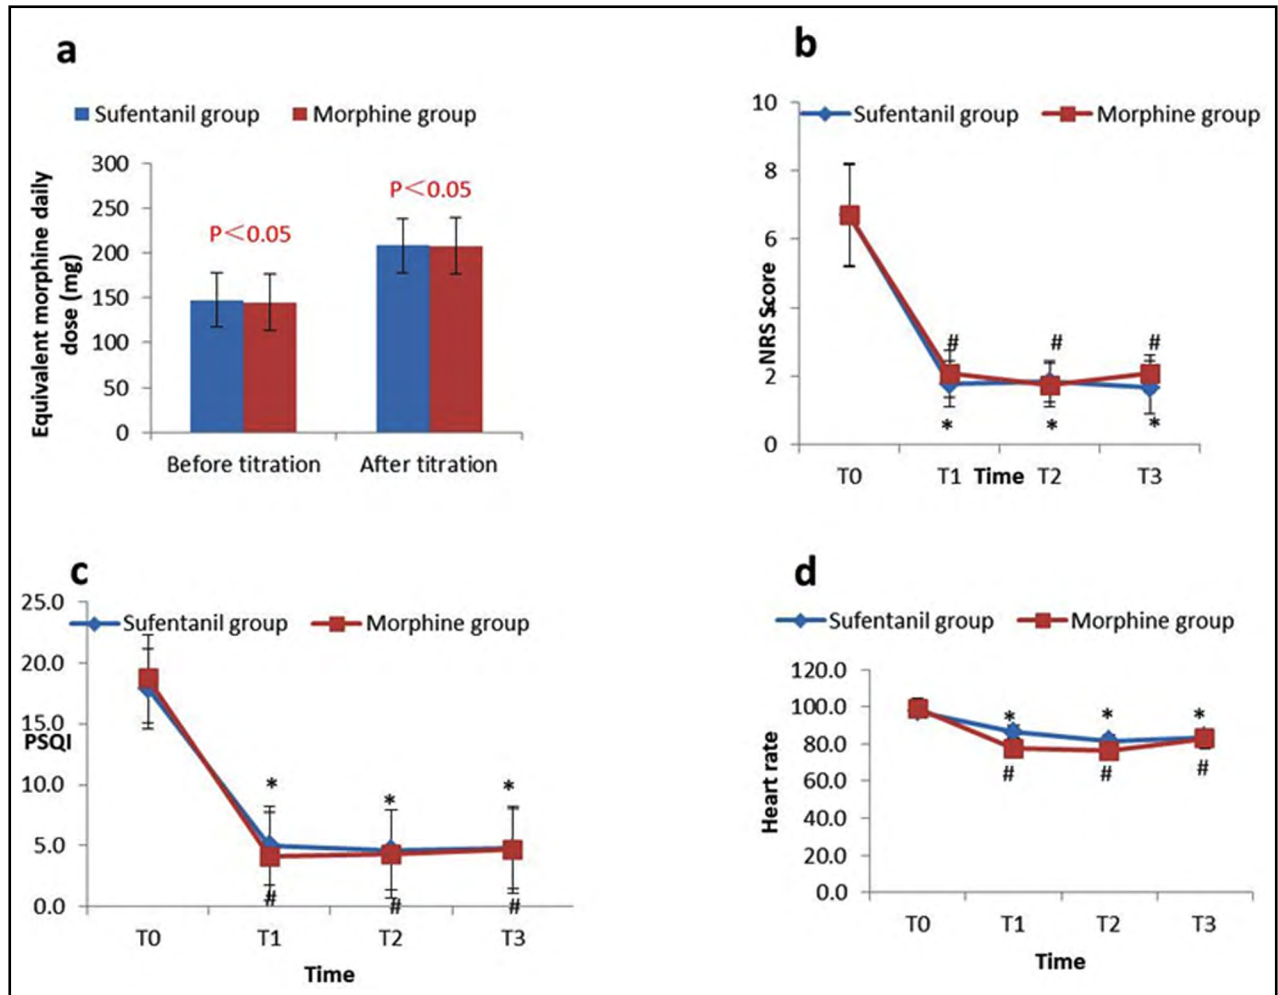 a
Sufentanil group Morphine group
Equivalent morphine daily
dose (mg)
300
250
200
150
100
50
0
P＜0.05
P＜0.05
Before titration After titration
b
Sufentanil group Morphine group
NRS Score
10
8
6
2
0
# # #
* * *
T0 T1 Time T2 T3
c
Sufentanil group Morphine group
PSQI
25.0
20.0
15.0
10.0
5.0
0.0
* * *
# # #
T0 T1 T2 T3
Time
d
Sufentanil group Morphine group
Heart rate
120.0
100.0
80.0
60.0
40.0
20.0
0.0
* * *
# # #
T0 T1 T2 T3
Time